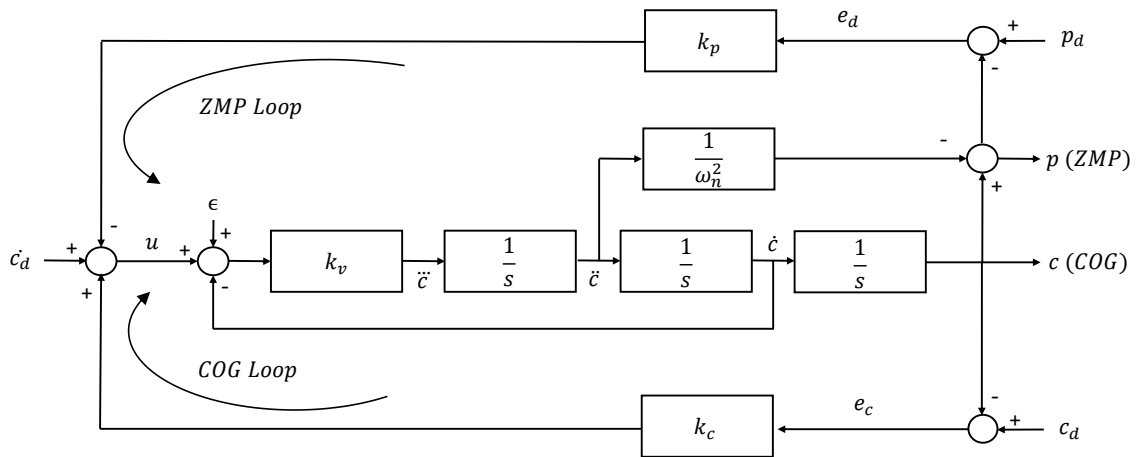 e_d
+
p_d
k_p
-
-
ZMP Loop
1
ω_n^2
-
p (ZMP)
+
ϵ
-
u
+
+
ċ_d
+
k_v
c⃛
1
s
c̈
1
s
ċ
1
s
c (COG)
+
-
COG Loop
-
k_c
e_c
+
c_d